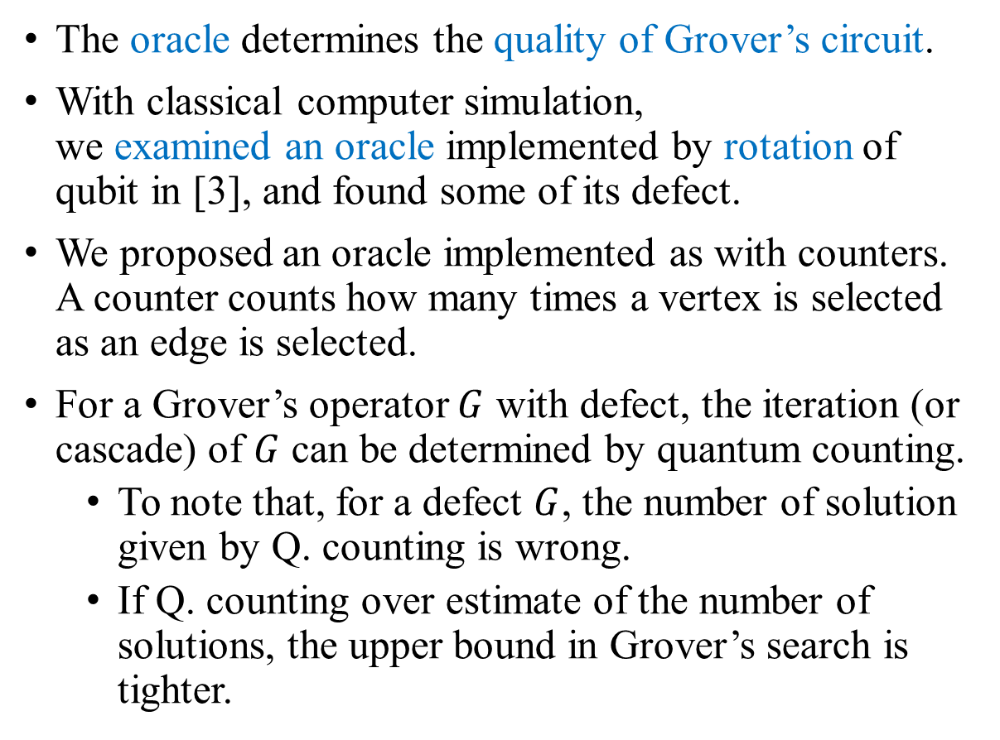 • The oracle determines the quality of Grover’s circuit.
• With classical computer simulation,
we examined an oracle implemented by rotation of
qubit in [3], and found some of its defect.
• We proposed an oracle implemented as with counters.
A counter counts how many times a vertex is selected
as an edge is selected.
• For a Grover’s operator 𝐺 with defect, the iteration (or
cascade) of 𝐺 can be determined by quantum counting.
• To note that, for a defect 𝐺, the number of solution
given by Q. counting is wrong.
• If Q. counting over estimate of the number of
solutions, the upper bound in Grover’s search is
tighter.